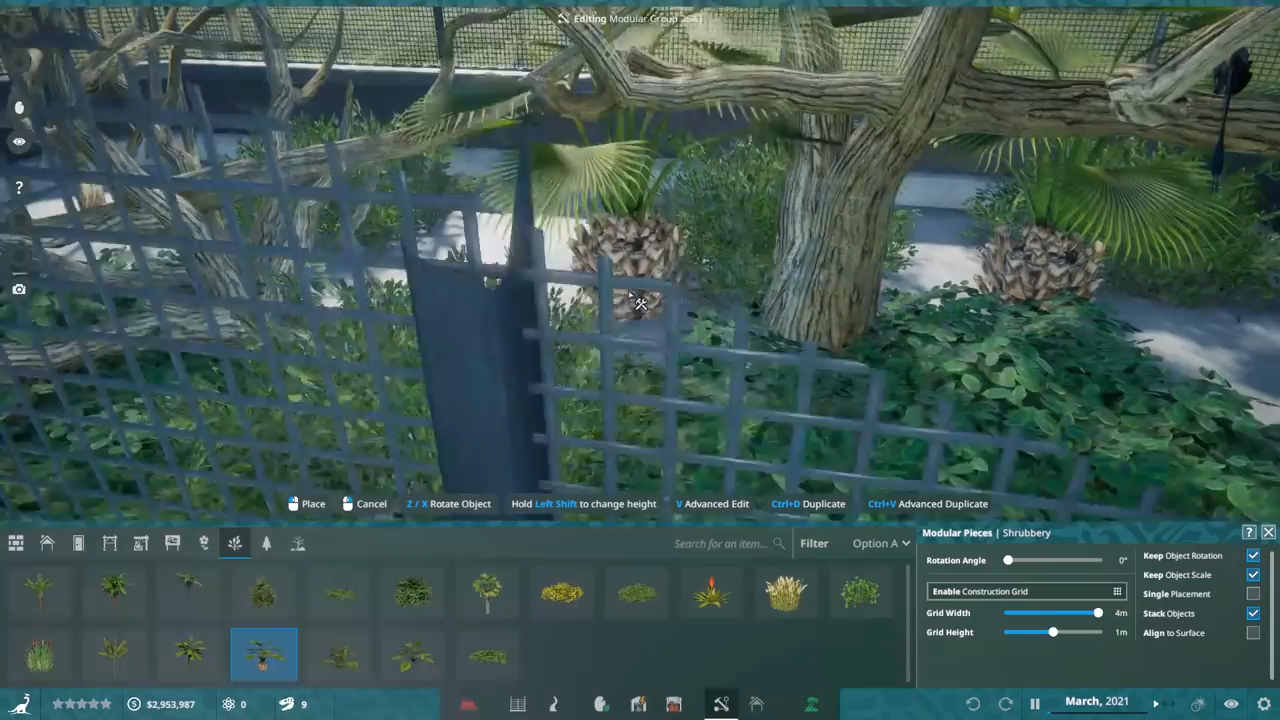 Editing Modular Group
?
Place
Cancel
Z / X Rotate Object
Hold Left Shift to change height
V Advanced Edit
Ctrl+D Duplicate
Ctrl+V Advanced Duplicate
Search for an item...
Filter
Option A
Modular Pieces | Shrubbery
?
Rotation Angle
0°
Enable Construction Grid
Grid Width
4m
Grid Height
1m
Keep Object Rotation
Keep Object Scale
Single Placement
Stack Objects
Align to Surface
$2,953,987
0
9
March, 2021